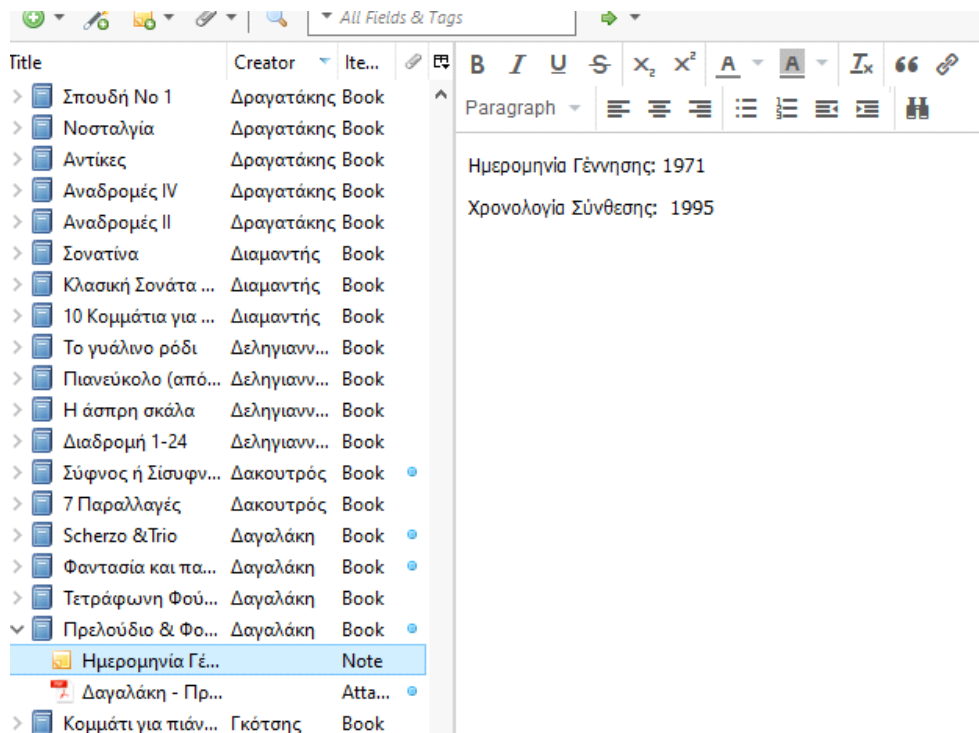 All Fields & Tags
Title Creator Ite...
Σπουδή Νο 1 Δραγατάκης Book
Νοσταλγία Δραγατάκης Book
Αντίκες Δραγατάκης Book
Αναδρομές IV Δραγατάκης Book
Αναδρομές II Δραγατάκης Book
Σονατίνα Διαμαντής Book
Κλασική Σονάτα ... Διαμαντής Book
10 Κομμάτια για ... Διαμαντής Book
Το γυάλινο ρόδι Δεληγιανν... Book
Πιανεύκολο (από... Δεληγιανν... Book
Η άσπρη σκάλα Δεληγιανν... Book
Διαδρομή 1-24 Δεληγιανν... Book
Σύφνος ή Σίσυφν... Δακουτρός Book
7 Παραλλαγές Δακουτρός Book
Scherzo &Trio Δαγαλάκη Book
Φαντασία και πα... Δαγαλάκη Book
Τετράφωνη Φού... Δαγαλάκη Book
Πρελούδιο & Φο... Δαγαλάκη Book
Ημερομηνία Γέ... Note
Δαγαλάκη - Πρ... Atta...
Κομμάτι για πιάν... Γκότσης Book
B I U S X₂ X² A A Tx
Paragraph
Ημερομηνία Γέννησης: 1971
Χρονολογία Σύνθεσης: 1995